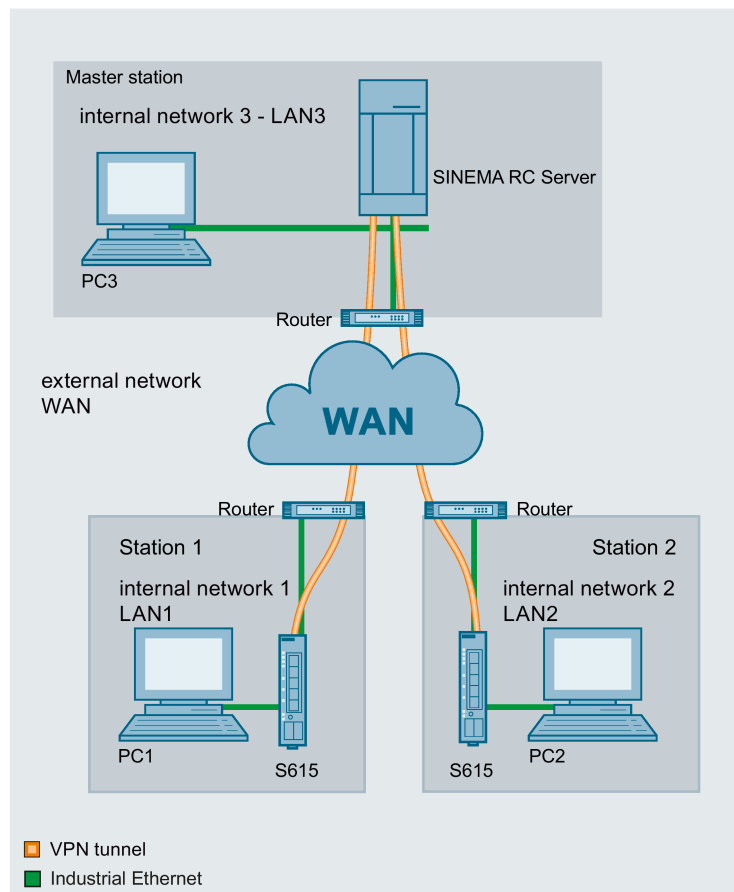 Master station
internal network 3 - LAN3
SINEMA RC Server
PC3
Router
external network
WAN
WAN
Router
Router
Station 1
Station 2
internal network 1
LAN1
internal network 2
LAN2
PC1
S615
S615
PC2
VPN tunnel
Industrial Ethernet